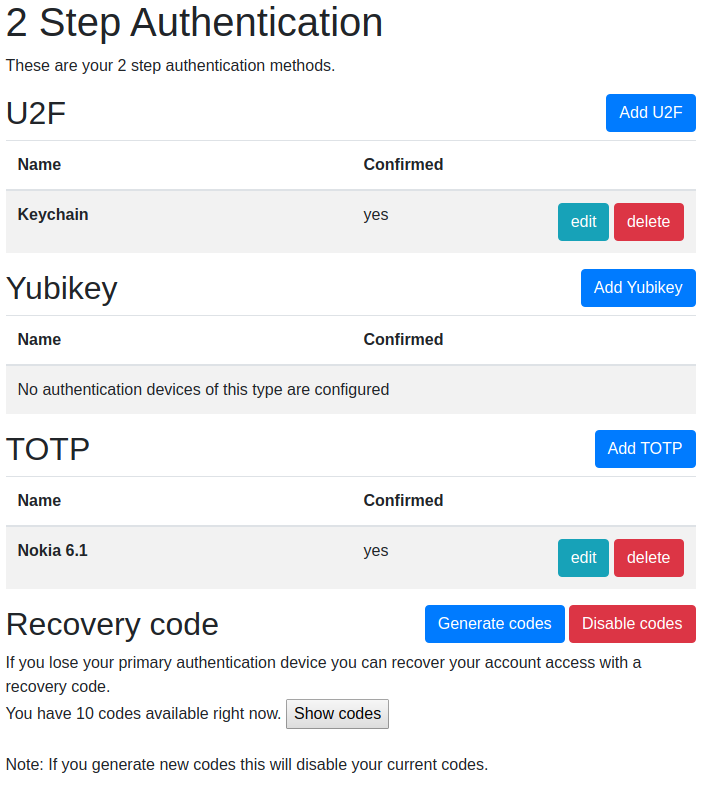 2 Step Authentication
These are your 2 step authentication methods.
U2F Add U2F
Name Confirmed
Keychain yes edit delete
Yubikey Add Yubikey
Name Confirmed
No authentication devices of this type are configured
TOTP Add TOTP
Name Confirmed
Nokia 6.1 yes edit delete
Recovery code Generate codes Disable codes
If you lose your primary authentication device you can recover your account access with a
recovery code.
You have 10 codes available right now. Show codes
Note: If you generate new codes this will disable your current codes.